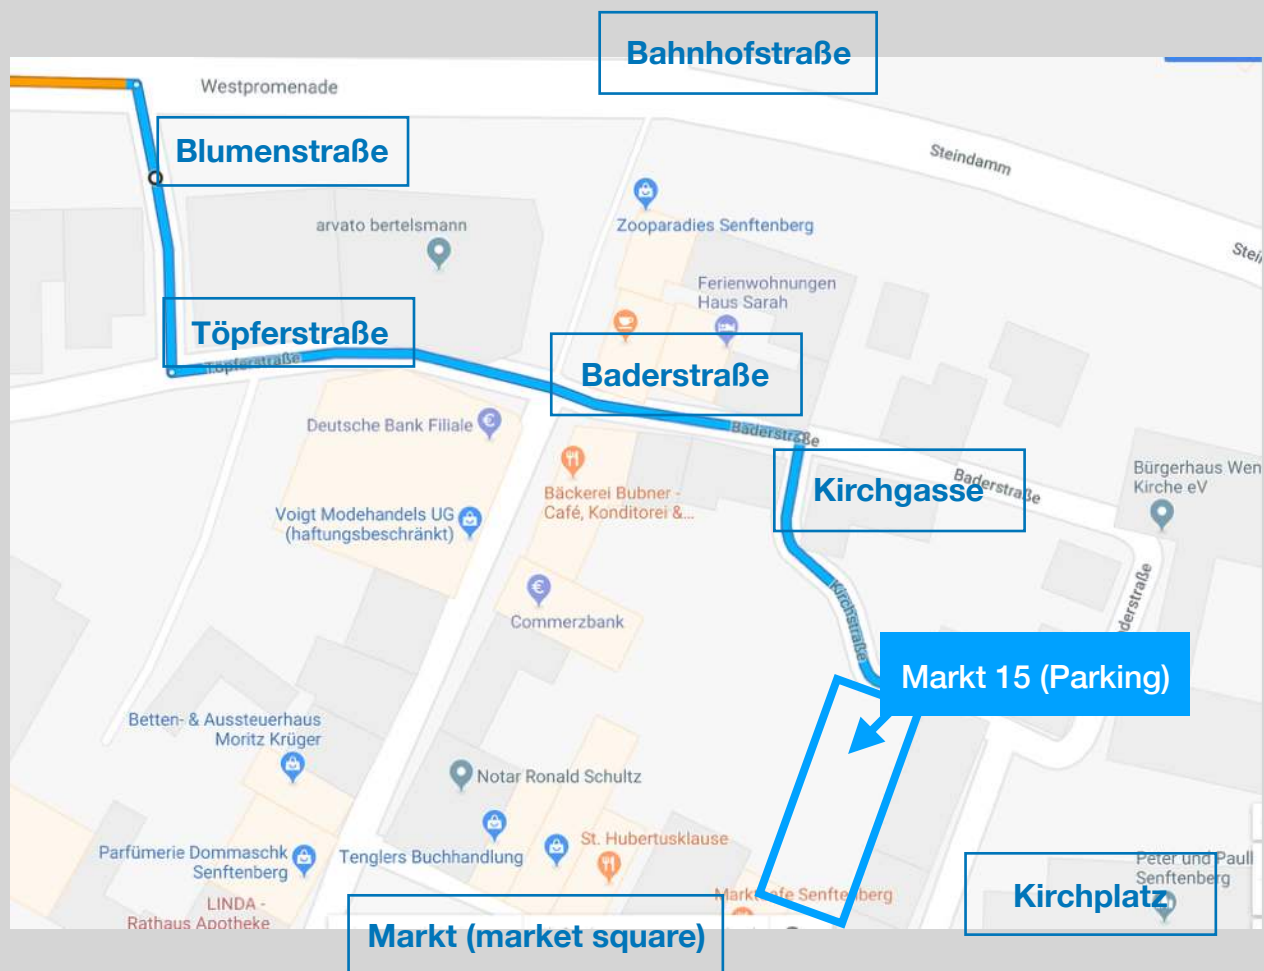 Bahnhofstraße
Westpromenade
Blumenstraße
Steindamm
Zooparadies Senftenberg
arvato bertelsmann
Ferienwohnungen
Haus Sarah
Töpferstraße
Töpferstraße
Baderstraße
Deutsche Bank Filiale
Baderstraße
Kirchgasse
Baderstraße
Bürgerhaus Wen
Kirche eV
Bäckerei Bubner -
Café, Konditorei &...
Voigt Modehandels UG
(haftungsbeschränkt)
Commerzbank
Kirchstraße
derstraße
Markt 15 (Parking)
Betten- & Aussteuerhaus
Moritz Krüger
Notar Ronald Schultz
St. Hubertusklause
Parfümerie Dommaschk
Senftenberg
Tenglers Buchhandlung
Peter und Paul
Senftenberg
Kirchplatz
LINDA -
Rathaus Apotheke
Senftenberg
Markt (market square)